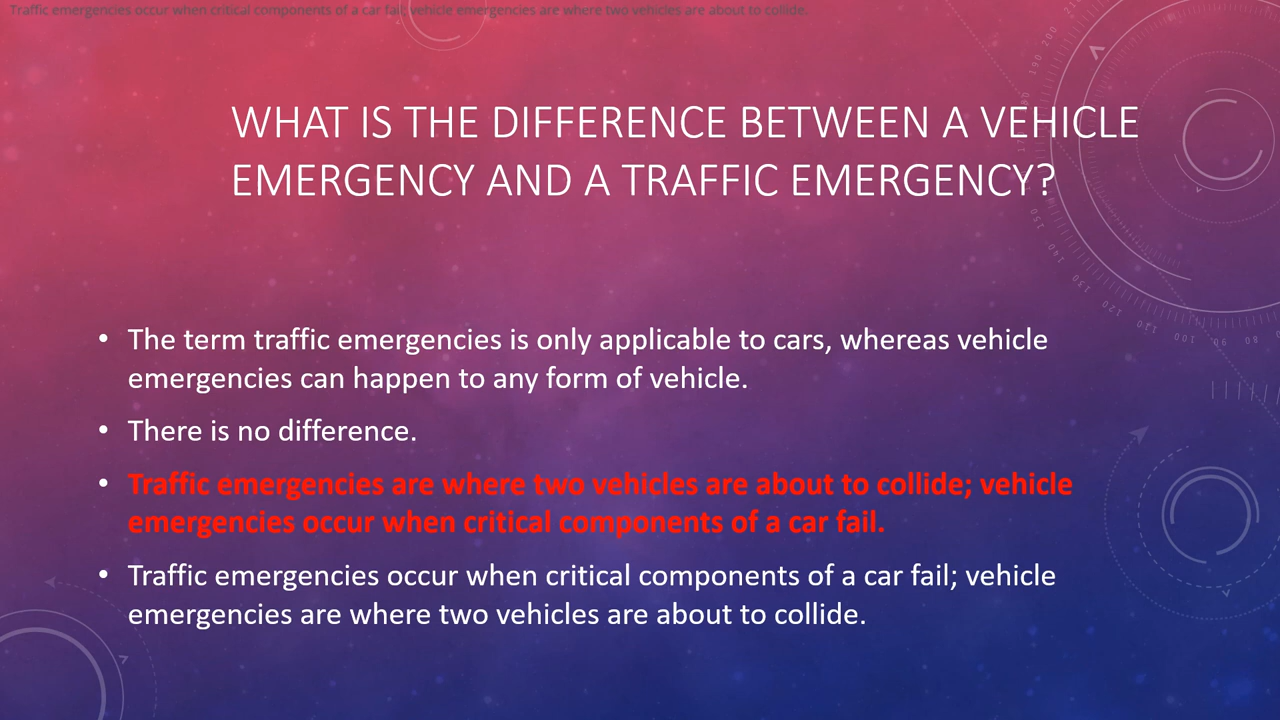 Traffic emergencies occur when critical components of a car fail; vehicle emergencies are where two vehicles are about to collide.
WHAT IS THE DIFFERENCE BETWEEN A VEHICLE
EMERGENCY AND A TRAFFIC EMERGENCY?
• The term traffic emergencies is only applicable to cars, whereas vehicle
emergencies can happen to any form of vehicle.
• There is no difference.
• Traffic emergencies are where two vehicles are about to collide; vehicle
emergencies occur when critical components of a car fail.
• Traffic emergencies occur when critical components of a car fail; vehicle
emergencies are where two vehicles are about to collide.